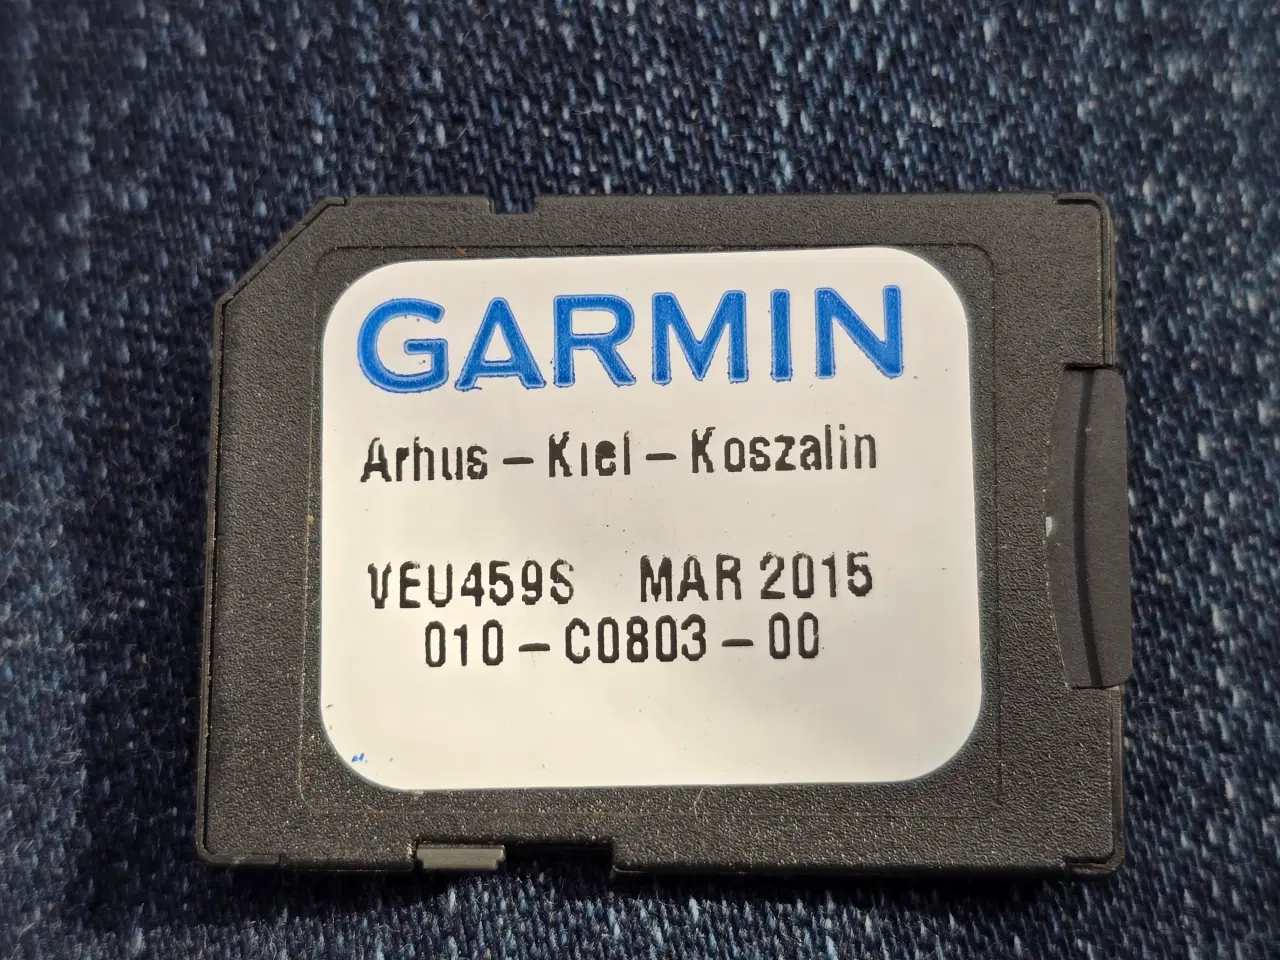 GARMIN
Arhus - Kiel - Koszalin
VEU459S MAR 2015
010-C0803-00